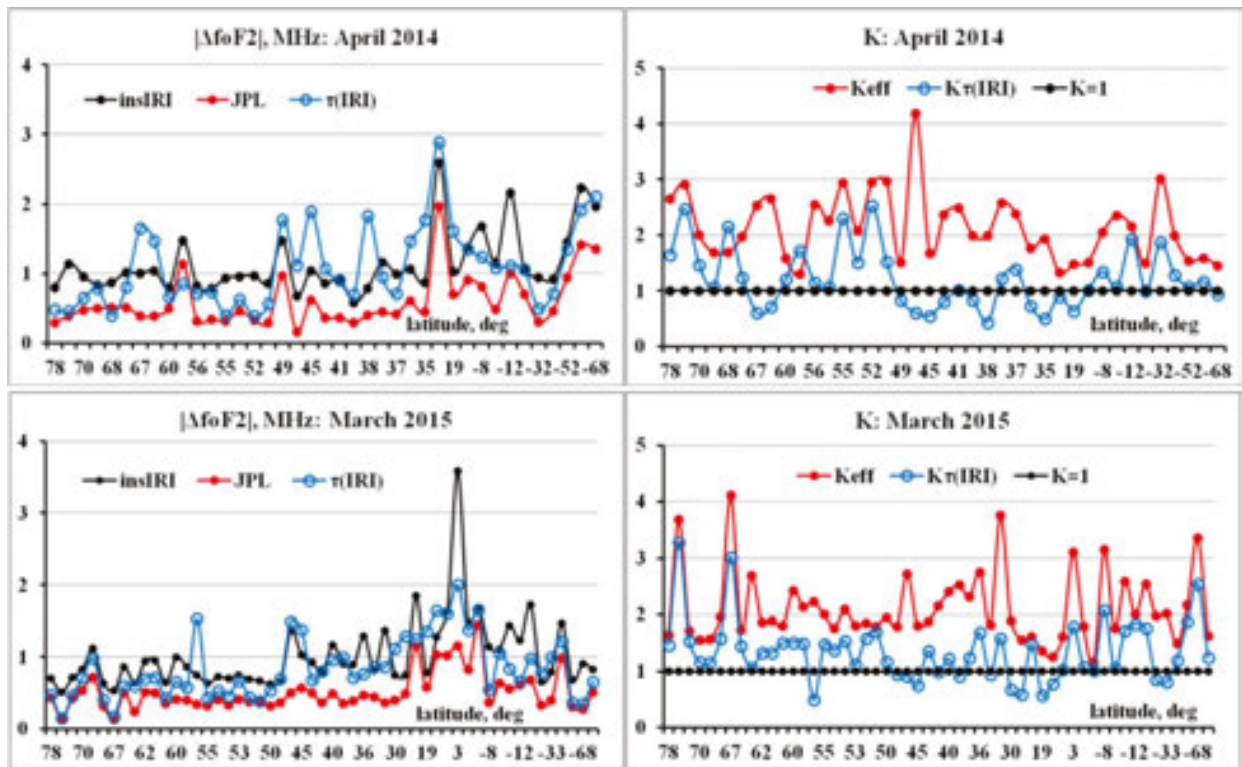 |ΔfoF2|, MHz: April 2014
4
3
2
1
0
insIRI JPL τ(IRI)
latitude, deg
78 70 68 67 60 56 55 52 49 45 41 38 37 35 19 -8 -12 -32 -52 -68
K: April 2014
5
4
3
2
1
0
Keff Kτ(IRI) K=1
latitude, deg
78 70 68 67 60 56 55 52 49 45 41 38 37 35 19 -8 -12 -32 -52 -68
|ΔfoF2|, MHz: March 2015
4
3
2
1
0
insIRI JPL τ(IRI)
latitude, deg
78 70 67 62 60 55 52 50 45 40 36 30 19 3 -8 -12 -33 -68
K: March 2015
5
4
3
2
1
0
Keff Kτ(IRI) K=1
latitude, deg
78 70 67 62 60 55 52 50 45 40 36 30 19 3 -8 -12 -33 -68